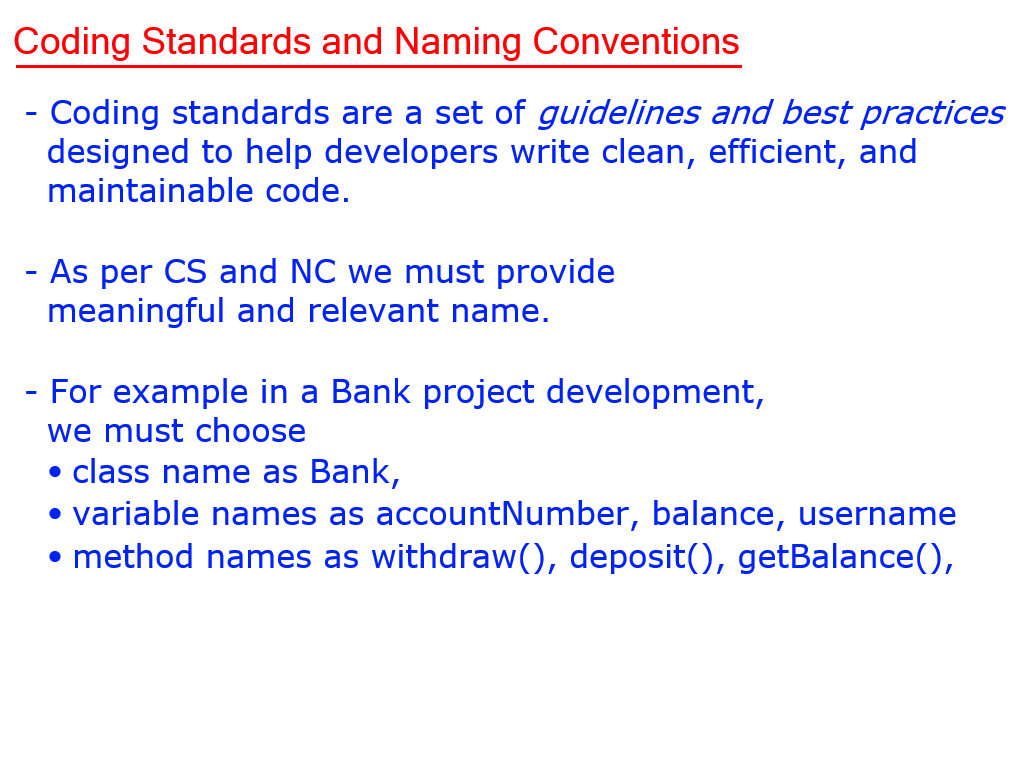 Coding Standards and Naming Conventions
- Coding standards are a set of guidelines and best practices
designed to help developers write clean, efficient, and
maintainable code.
- As per CS and NC we must provide
meaningful and relevant name.
- For example in a Bank project development,
we must choose
• class name as Bank,
• variable names as accountNumber, balance, username
• method names as withdraw(), deposit(), getBalance(),